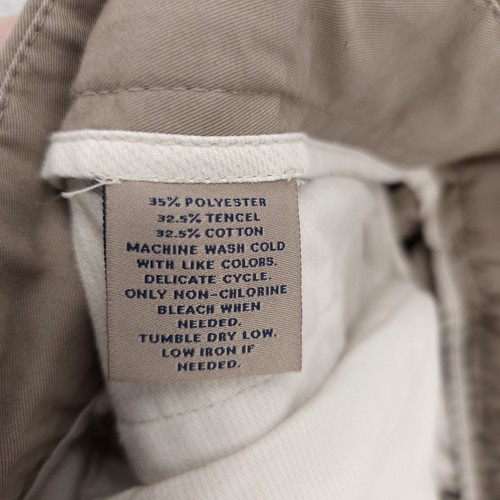 35% POLYESTER
32.5% TENCEL
32.5% COTTON
MACHINE WASH COLD
WITH LIKE COLORS.
DELICATE CYCLE.
ONLY NON-CHLORINE
BLEACH WHEN
NEEDED.
TUMBLE DRY LOW.
LOW IRON IF
NEEDED.